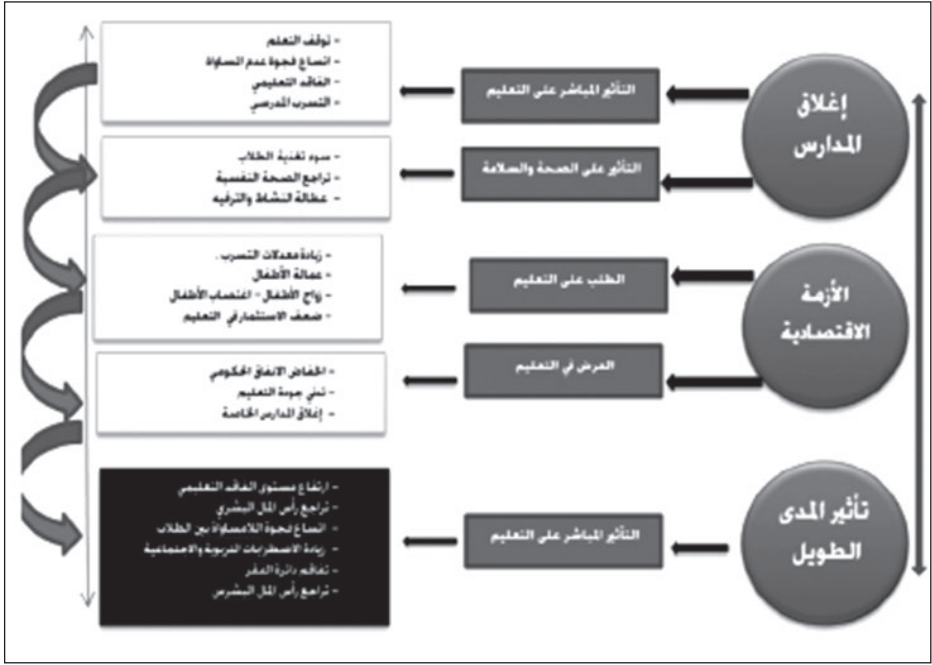 إغلاق
المدارس
التأثير المباشر على التعليم
- توقف التعلم
- اتساع فجوة عدم المساواة
- الفاقد التعليمي
- التسرب المدرسي
التأثير على الصحة والسلامة
- سوء تغذية الطلاب
- تراجع الصحة النفسية
- عطالة النشاط والترفيه
الأزمة
الاقتصادية
الطلب على التعليم
- زيادة معدلات التسرب .
- عمالة الأطفال
- زواج الأطفال - اغتصاب الأطفال
- ضعف الاستثمار في التعليم
العرض في التعليم
- انخفاض الانفاق الحكومي
- تدني جودة التعليم
- إغلاق المدارس الخاصة
تأثير المدى
الطويل
التأثير المباشر على التعليم
- ارتفاع مستوى الفاقد التعليمي
- تراجع رأس المال البشري
- اتساع فجوة اللامساواة بين الطلاب
- زيادة الاضطرابات التربوية والاجتماعية
- تفاقم دائرة الفقر
- تراجع رأس المال البشرس